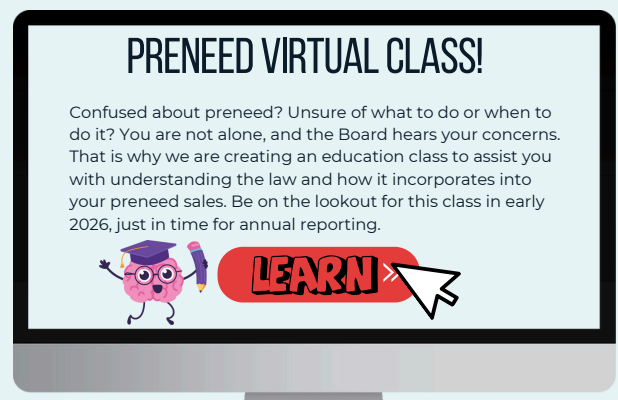 PRENEED VIRTUAL CLASS!
Confused about preneed? Unsure of what to do or when to
do it? You are not alone, and the Board hears your concerns.
That is why we are creating an education class to assist you
with understanding the law and how it incorporates into
your preneed sales. Be on the lookout for this class in early
2026, just in time for annual reporting.
LEARN